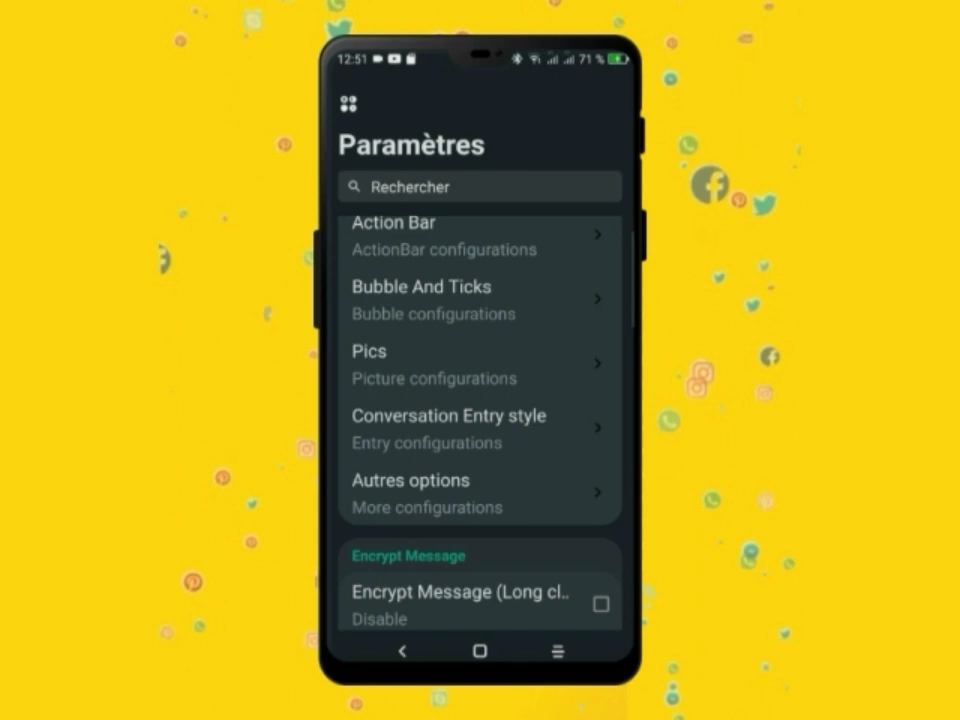 12:51
71 %
Paramètres
Rechercher
Action Bar
ActionBar configurations
Bubble And Ticks
Bubble configurations
Pics
Picture configurations
Conversation Entry style
Entry configurations
Autres options
More configurations
Encrypt Message
Encrypt Message (Long cl..
Disable